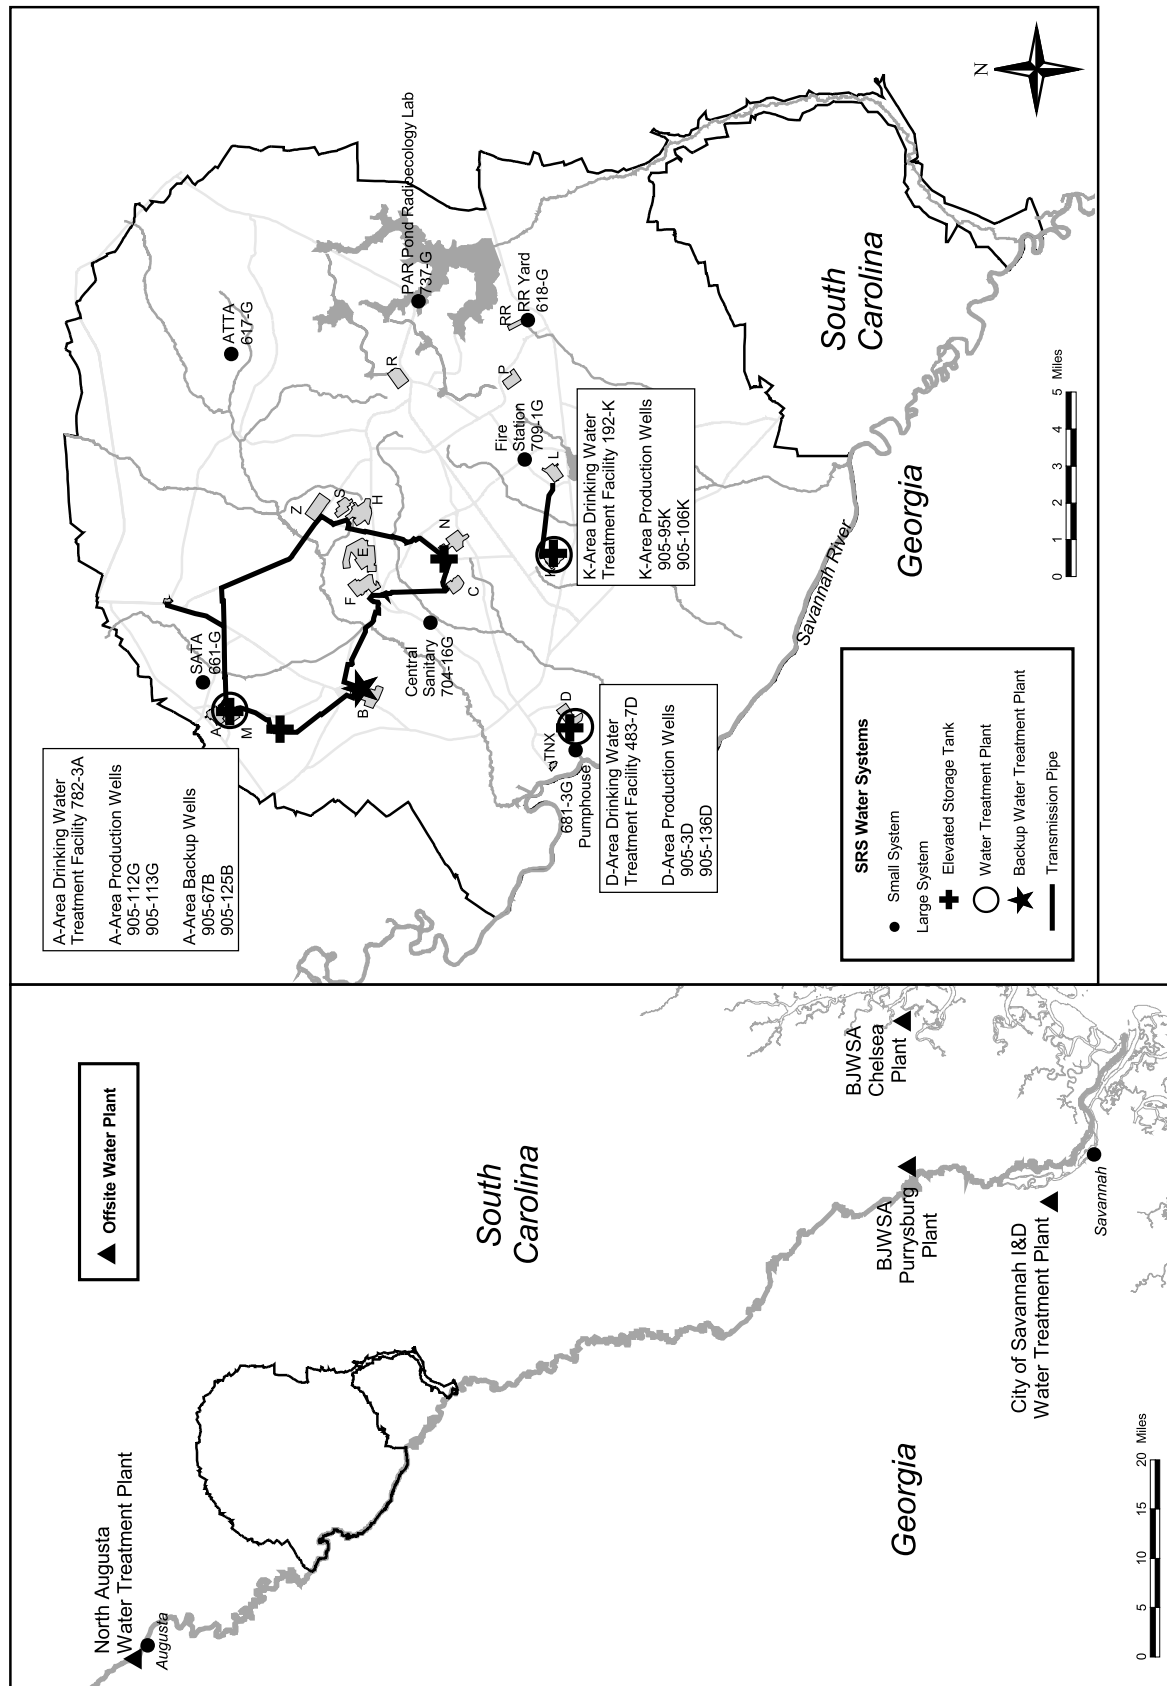 Offsite Water Plant
North Augusta
Water Treatment Plant
Augusta
South
Carolina
Georgia
BJWSA
Chelsea
Plant
BJWSA
Purrysburg
Plant
City of Savannah I&D
Water Treatment Plant
Savannah
0 5 10 15 20 Miles
A-Area Drinking Water
Treatment Facility 782-3A
A-Area Production Wells
905-112G
905-113G
A-Area Backup Wells
905-67B
905-125B
SATA
661-G
A
M
ATTA
617-G
Z
S
H
E
F
B
N
C
R
PAR Pond Radioecology Lab
737-G
Central
Sanitary
704-16G
Fire
Station
709-1G
P
RR
RR Yard
618-G
L
K
K-Area Drinking Water
Treatment Facility 192-K
K-Area Production Wells
905-95K
905-106K
TNX
D
681-3G
Pumphouse
D-Area Drinking Water
Treatment Facility 483-7D
D-Area Production Wells
905-3D
905-136D
Savannah River
South
Carolina
Georgia
N
0 1 2 3 4 5 Miles
SRS Water Systems
Small System
Large System
Elevated Storage Tank
Water Treatment Plant
Backup Water Treatment Plant
Transmission Pipe